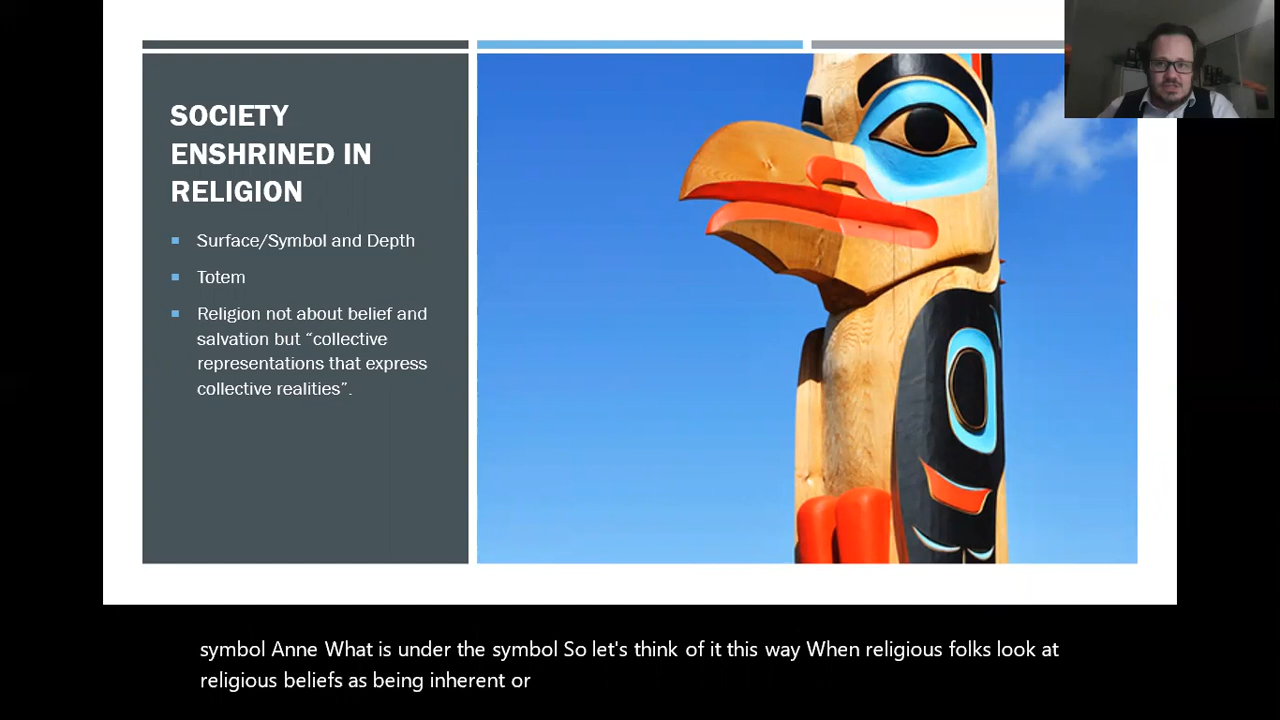 SOCIETY
ENSHRINED IN
RELIGION
Surface/Symbol and Depth
Totem
Religion not about belief and
salvation but “collective
representations that express
collective realities”.
symbol Anne What is under the symbol So let's think of it this way When religious folks look at
religious beliefs as being inherent or